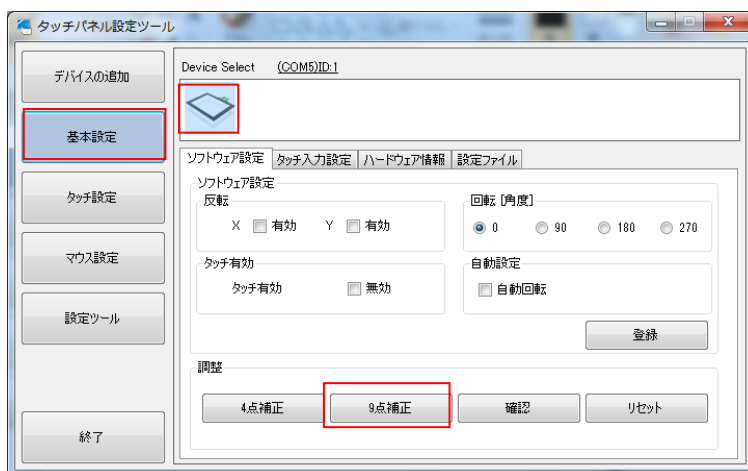 タッチパネル設定ツール
デバイスの追加
基本設定
タッチ設定
マウス設定
設定ツール
終了
Device Select (COM5)ID:1
ソフトウェア設定 タッチ入力設定 ハードウェア情報 設定ファイル
ソフトウェア設定
反転
X 有効 Y 有効
回転 [角度]
0 90 180 270
タッチ有効
タッチ有効 無効
自動設定
自動回転
登録
調整
4点補正 9点補正 確認 リセット